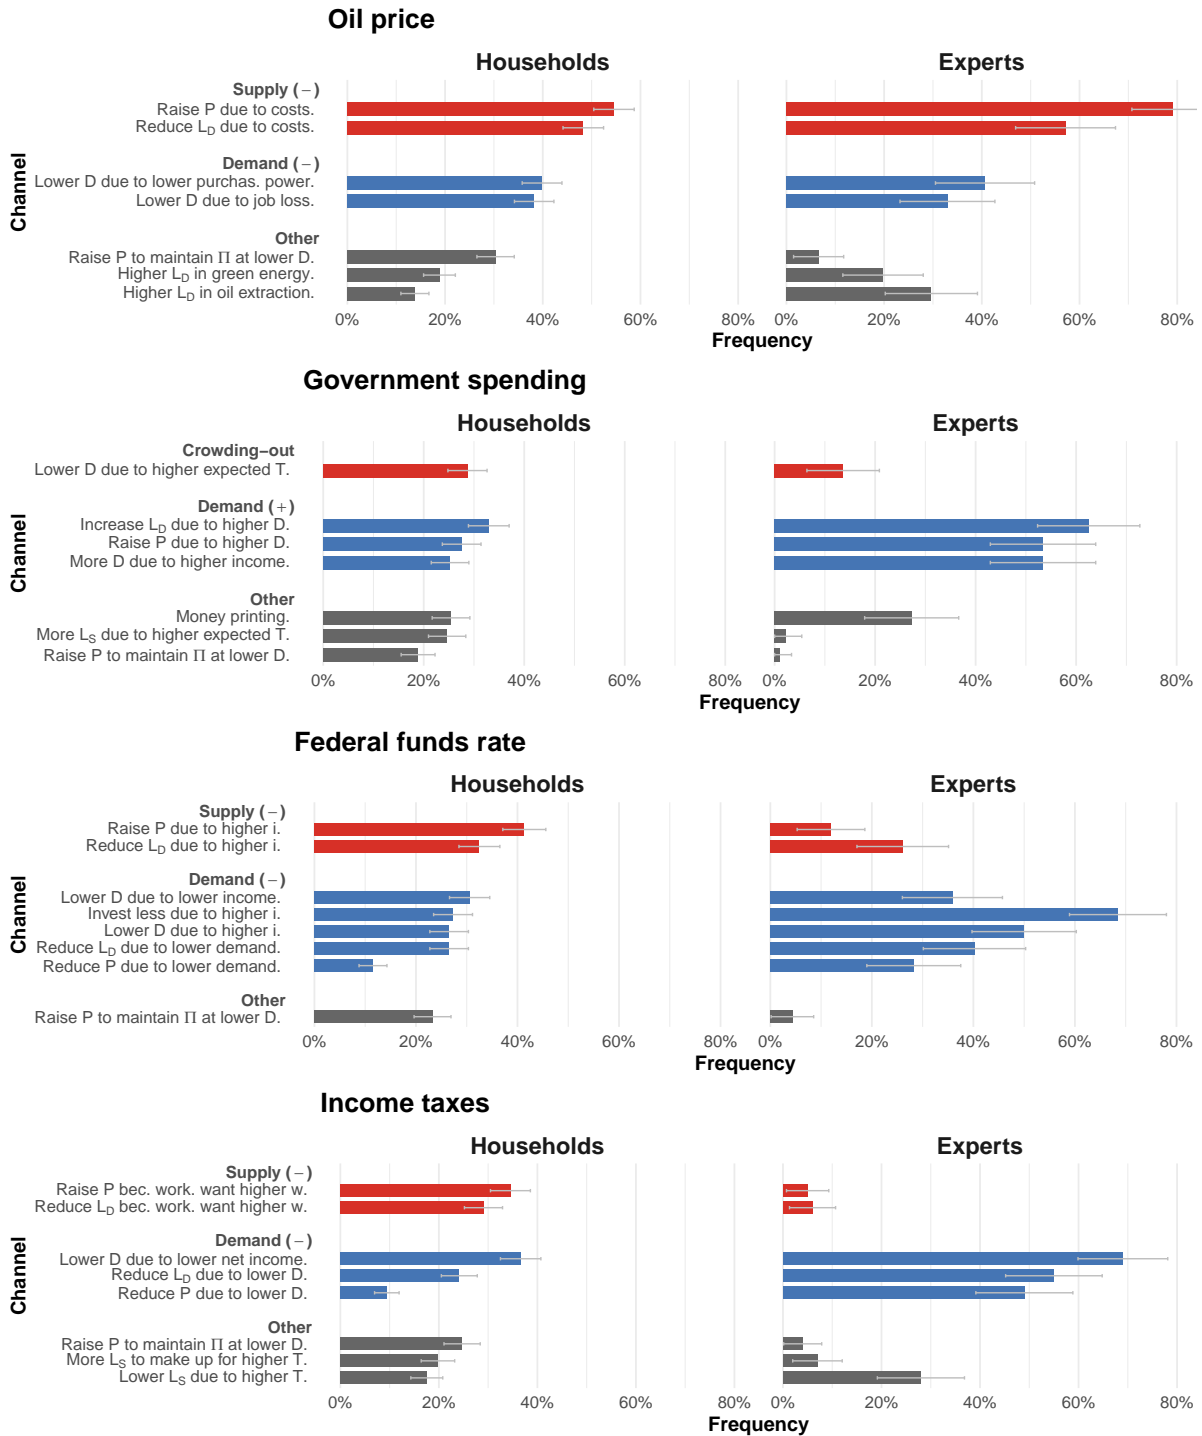 Oil price
Households
Experts
Channel
Supply (−)
Raise P due to costs.
Reduce L_D due to costs.
Demand (−)
Lower D due to lower purchas. power.
Lower D due to job loss.
Other
Raise P to maintain Π at lower D.
Higher L_D in green energy.
Higher L_D in oil extraction.
0% 20% 40% 60% 80% 0% 20% 40% 60% 80%
Frequency
Government spending
Households
Experts
Channel
Crowding−out
Lower D due to higher expected T.
Demand (+)
Increase L_D due to higher D.
Raise P due to higher D.
More D due to higher income.
Other
Money printing.
More L_S due to higher expected T.
Raise P to maintain Π at lower D.
0% 20% 40% 60% 80% 0% 20% 40% 60% 80%
Frequency
Federal funds rate
Households
Experts
Channel
Supply (−)
Raise P due to higher i.
Reduce L_D due to higher i.
Demand (−)
Lower D due to lower income.
Invest less due to higher i.
Lower D due to higher i.
Reduce L_D due to lower demand.
Reduce P due to lower demand.
Other
Raise P to maintain Π at lower D.
0% 20% 40% 60% 80% 0% 20% 40% 60% 80%
Frequency
Income taxes
Households
Experts
Channel
Supply (−)
Raise P bec. work. want higher w.
Reduce L_D bec. work. want higher w.
Demand (−)
Lower D due to lower net income.
Reduce L_D due to lower D.
Reduce P due to lower D.
Other
Raise P to maintain Π at lower D.
More L_S to make up for higher T.
Lower L_S due to higher T.
0% 20% 40% 60% 80% 0% 20% 40% 60% 80%
Frequency